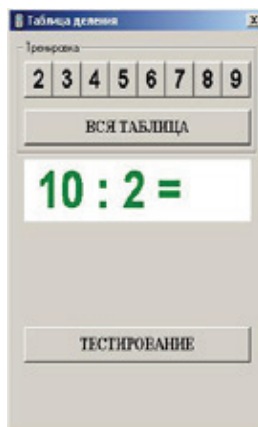 Таблица деления
Тренировка
2 3 4 5 6 7 8 9
ВСЯ ТАБЛИЦА
10 : 2 =
ТЕСТИРОВАНИЕ